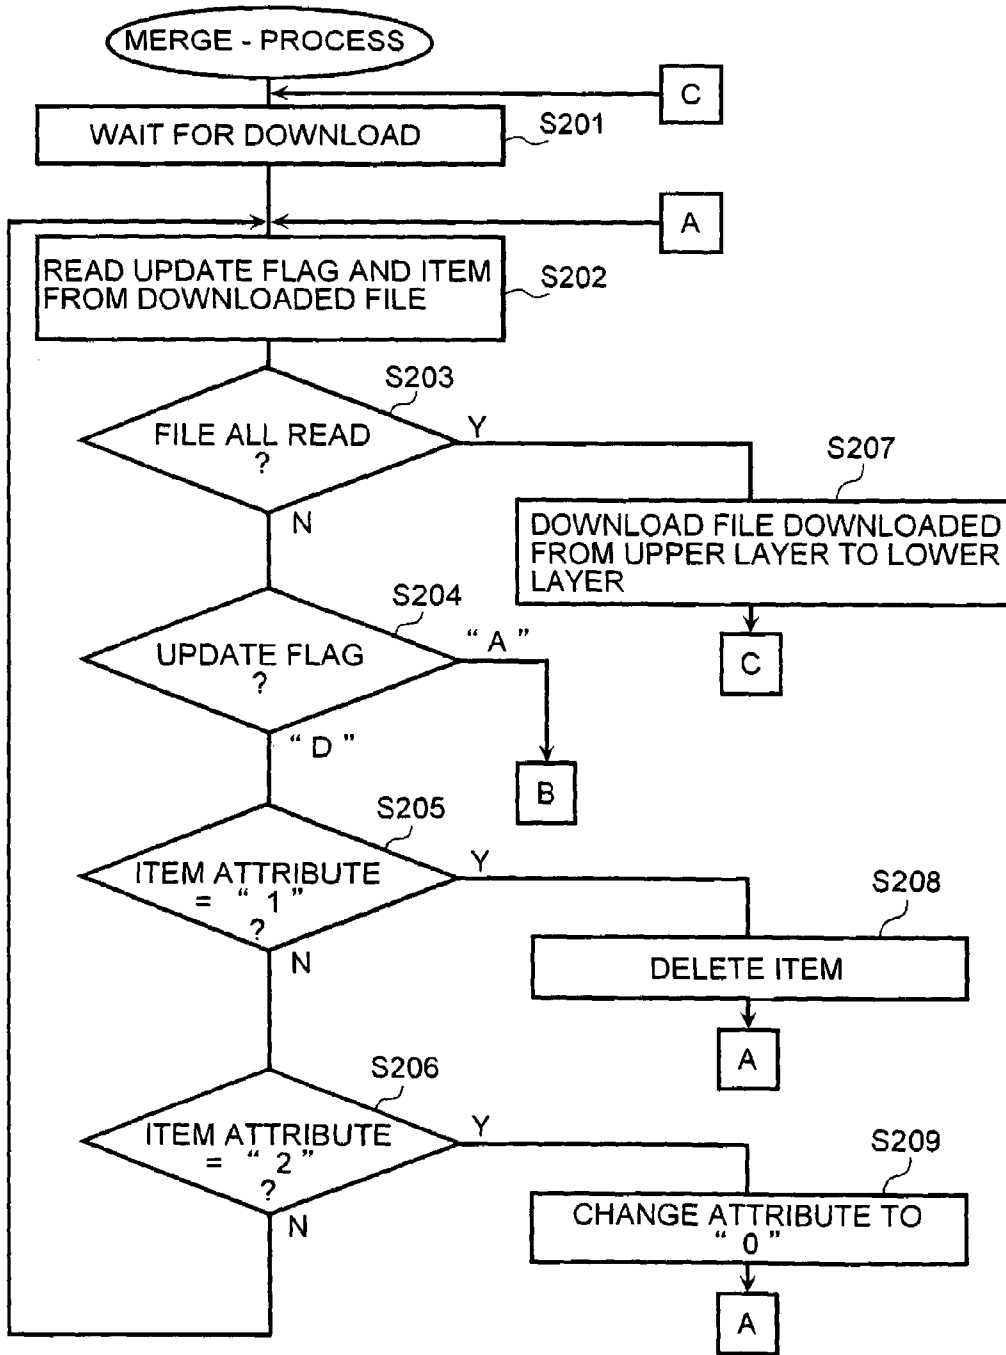 MERGE - PROCESS
C
WAIT FOR DOWNLOAD
S201
A
READ UPDATE FLAG AND ITEM
FROM DOWNLOADED FILE
S202
S203
FILE ALL READ
?
Y
N
S207
DOWNLOAD FILE DOWNLOADED
FROM UPPER LAYER TO LOWER
LAYER
C
S204
UPDATE FLAG
?
“ A ”
“ D ”
B
S205
ITEM ATTRIBUTE
= “ 1 ”
?
Y
N
S208
DELETE ITEM
A
S206
ITEM ATTRIBUTE
= “ 2 ”
?
Y
N
S209
CHANGE ATTRIBUTE TO
“ 0 ”
A